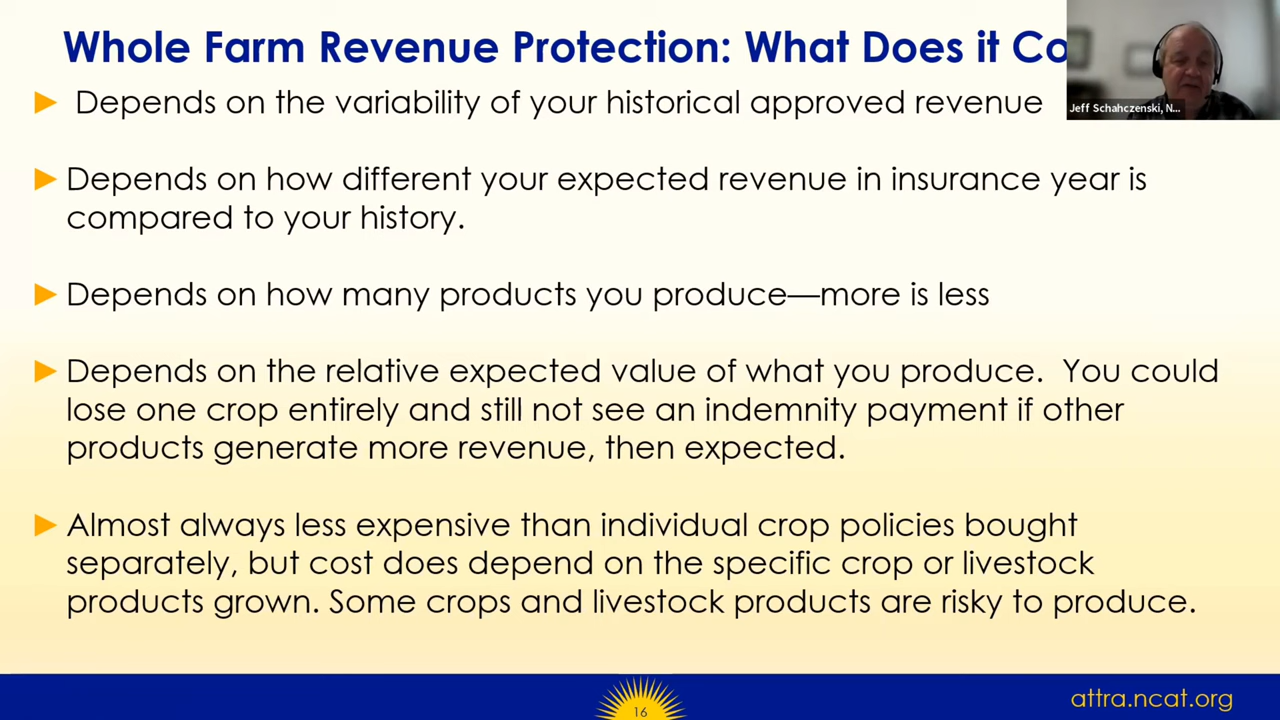 Whole Farm Revenue Protection: What Does it Co
Jeff Schahczenski, N...
► Depends on the variability of your historical approved revenue
► Depends on how different your expected revenue in insurance year is
compared to your history.
► Depends on how many products you produce—more is less
► Depends on the relative expected value of what you produce. You could
lose one crop entirely and still not see an indemnity payment if other
products generate more revenue, then expected.
► Almost always less expensive than individual crop policies bought
separately, but cost does depend on the specific crop or livestock
products grown. Some crops and livestock products are risky to produce.
16
attra.ncat.org